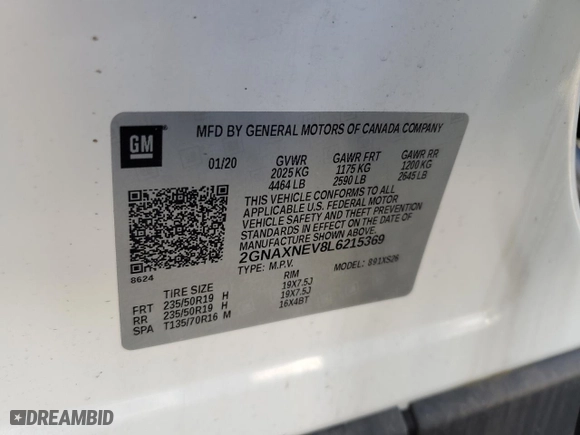 GM
MFD BY GENERAL MOTORS OF CANADA COMPANY
01/20 GVWR GAWR FRT GAWR RR
2025 KG 1175 KG 1200 KG
4464 LB 2590 LB 2645 LB
THIS VEHICLE CONFORMS TO ALL
APPLICABLE U.S. FEDERAL MOTOR
VEHICLE SAFETY AND THEFT PREVENTION
STANDARDS IN EFFECT ON THE DATE OF
MANUFACTURE SHOWN ABOVE.
2GNAXNEV8L6215369
8624
TYPE: M.P.V. MODEL: 891XS26
TIRE SIZE RIM
FRT 235/50R19 H 19X7.5J
RR 235/50R19 H 19X7.5J
SPA T135/70R16 M 16X4BT
DREAMBID